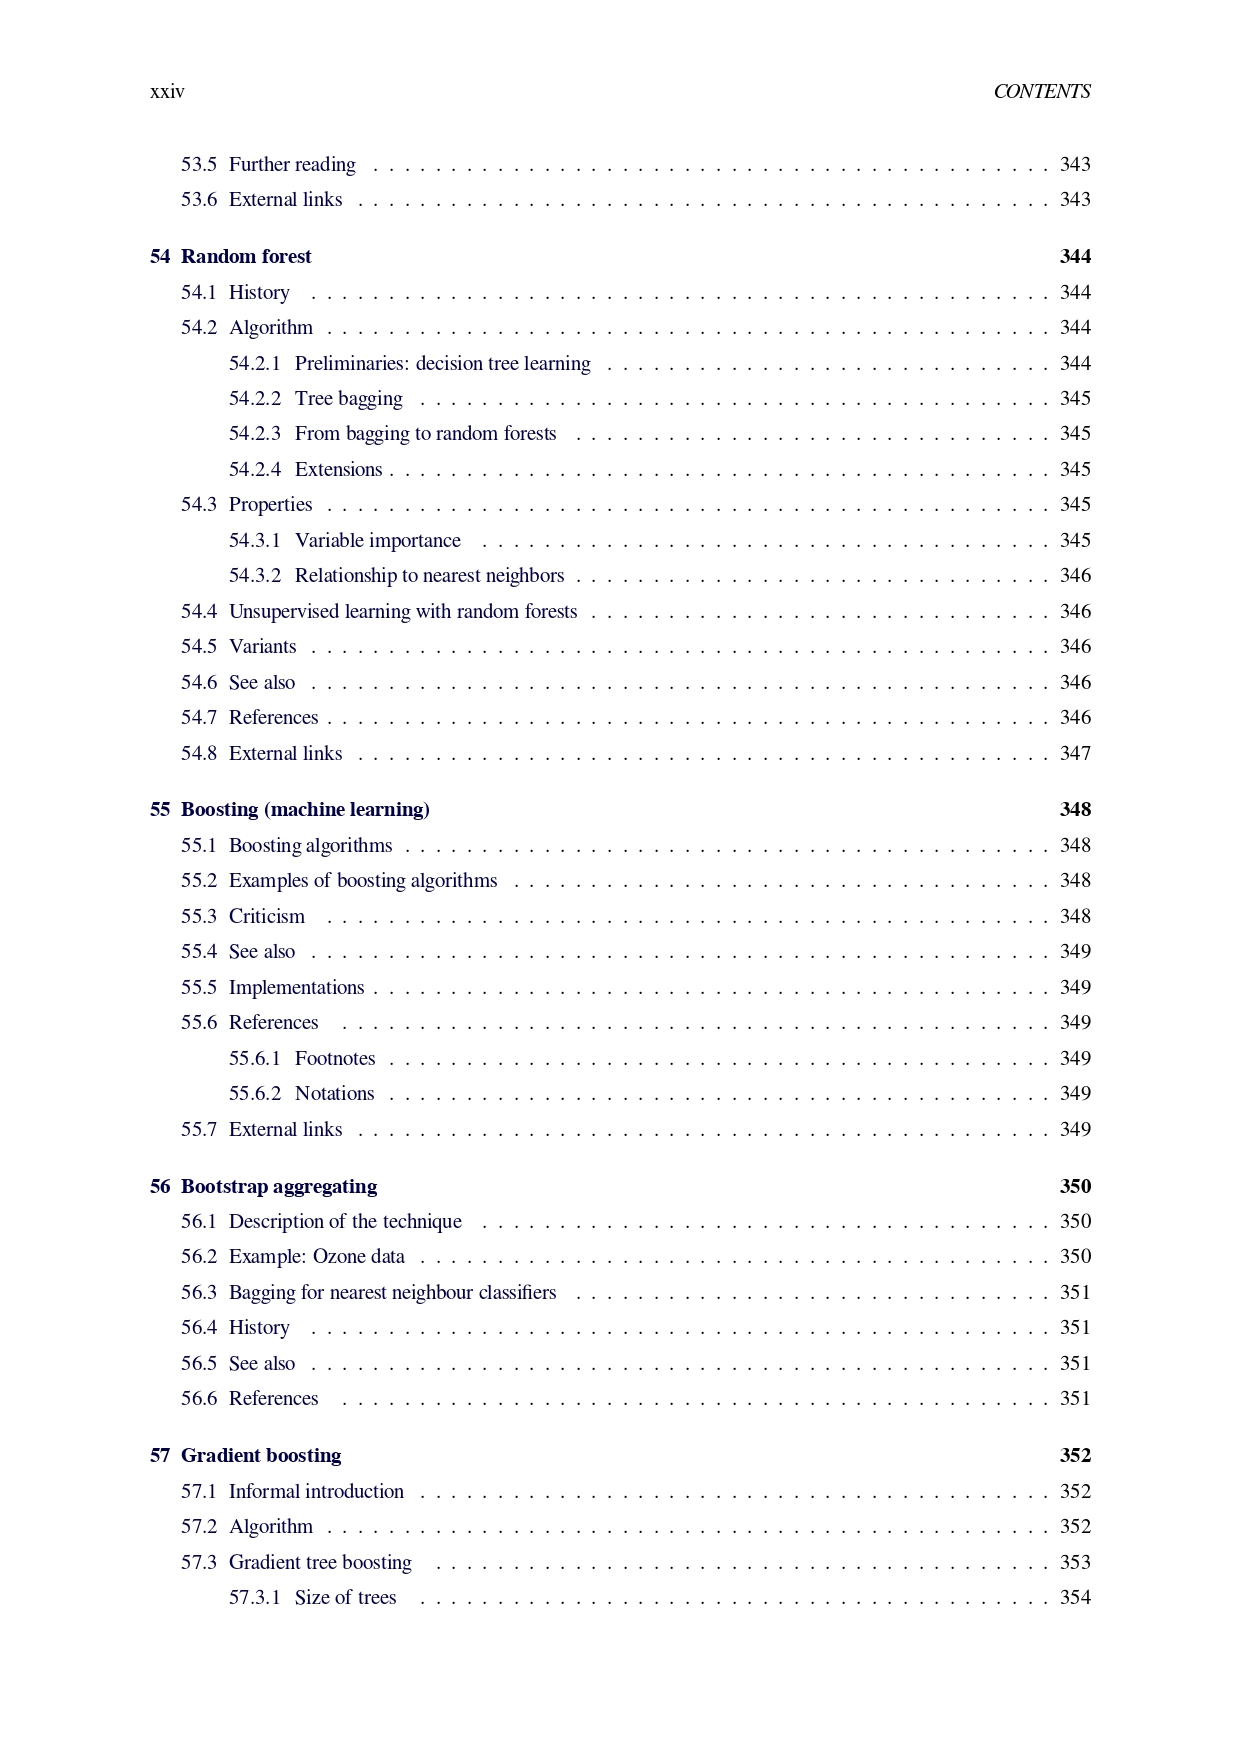 xxiv CONTENTS
53.5 Further reading . . . . . . . . . . . . . . . . . . . . 343
53.6 External links . . . . . . . . . . . . . . . . . . . . 343
54 Random forest 344
54.1 History . . . . . . . . . . . . . . . . . . . . 344
54.2 Algorithm . . . . . . . . . . . . . . . . . . . . 344
54.2.1 Preliminaries: decision tree learning . . . . . . . . . . . . . . . . . . . . 344
54.2.2 Tree bagging . . . . . . . . . . . . . . . . . . . . 345
54.2.3 From bagging to random forests . . . . . . . . . . . . . . . . . . . . 345
54.2.4 Extensions . . . . . . . . . . . . . . . . . . . . 345
54.3 Properties . . . . . . . . . . . . . . . . . . . . 345
54.3.1 Variable importance . . . . . . . . . . . . . . . . . . . . 345
54.3.2 Relationship to nearest neighbors . . . . . . . . . . . . . . . . . . . . 346
54.4 Unsupervised learning with random forests . . . . . . . . . . . . . . . . . . . . 346
54.5 Variants . . . . . . . . . . . . . . . . . . . . 346
54.6 See also . . . . . . . . . . . . . . . . . . . . 346
54.7 References . . . . . . . . . . . . . . . . . . . . 346
54.8 External links . . . . . . . . . . . . . . . . . . . . 347
55 Boosting (machine learning) 348
55.1 Boosting algorithms . . . . . . . . . . . . . . . . . . . . 348
55.2 Examples of boosting algorithms . . . . . . . . . . . . . . . . . . . . 348
55.3 Criticism . . . . . . . . . . . . . . . . . . . . 348
55.4 See also . . . . . . . . . . . . . . . . . . . . 349
55.5 Implementations . . . . . . . . . . . . . . . . . . . . 349
55.6 References . . . . . . . . . . . . . . . . . . . . 349
55.6.1 Footnotes . . . . . . . . . . . . . . . . . . . . 349
55.6.2 Notations . . . . . . . . . . . . . . . . . . . . 349
55.7 External links . . . . . . . . . . . . . . . . . . . . 349
56 Bootstrap aggregating 350
56.1 Description of the technique . . . . . . . . . . . . . . . . . . . . 350
56.2 Example: Ozone data . . . . . . . . . . . . . . . . . . . . 350
56.3 Bagging for nearest neighbour classifiers . . . . . . . . . . . . . . . . . . . . 351
56.4 History . . . . . . . . . . . . . . . . . . . . 351
56.5 See also . . . . . . . . . . . . . . . . . . . . 351
56.6 References . . . . . . . . . . . . . . . . . . . . 351
57 Gradient boosting 352
57.1 Informal introduction . . . . . . . . . . . . . . . . . . . . 352
57.2 Algorithm . . . . . . . . . . . . . . . . . . . . 352
57.3 Gradient tree boosting . . . . . . . . . . . . . . . . . . . . 353
57.3.1 Size of trees . . . . . . . . . . . . . . . . . . . . 354